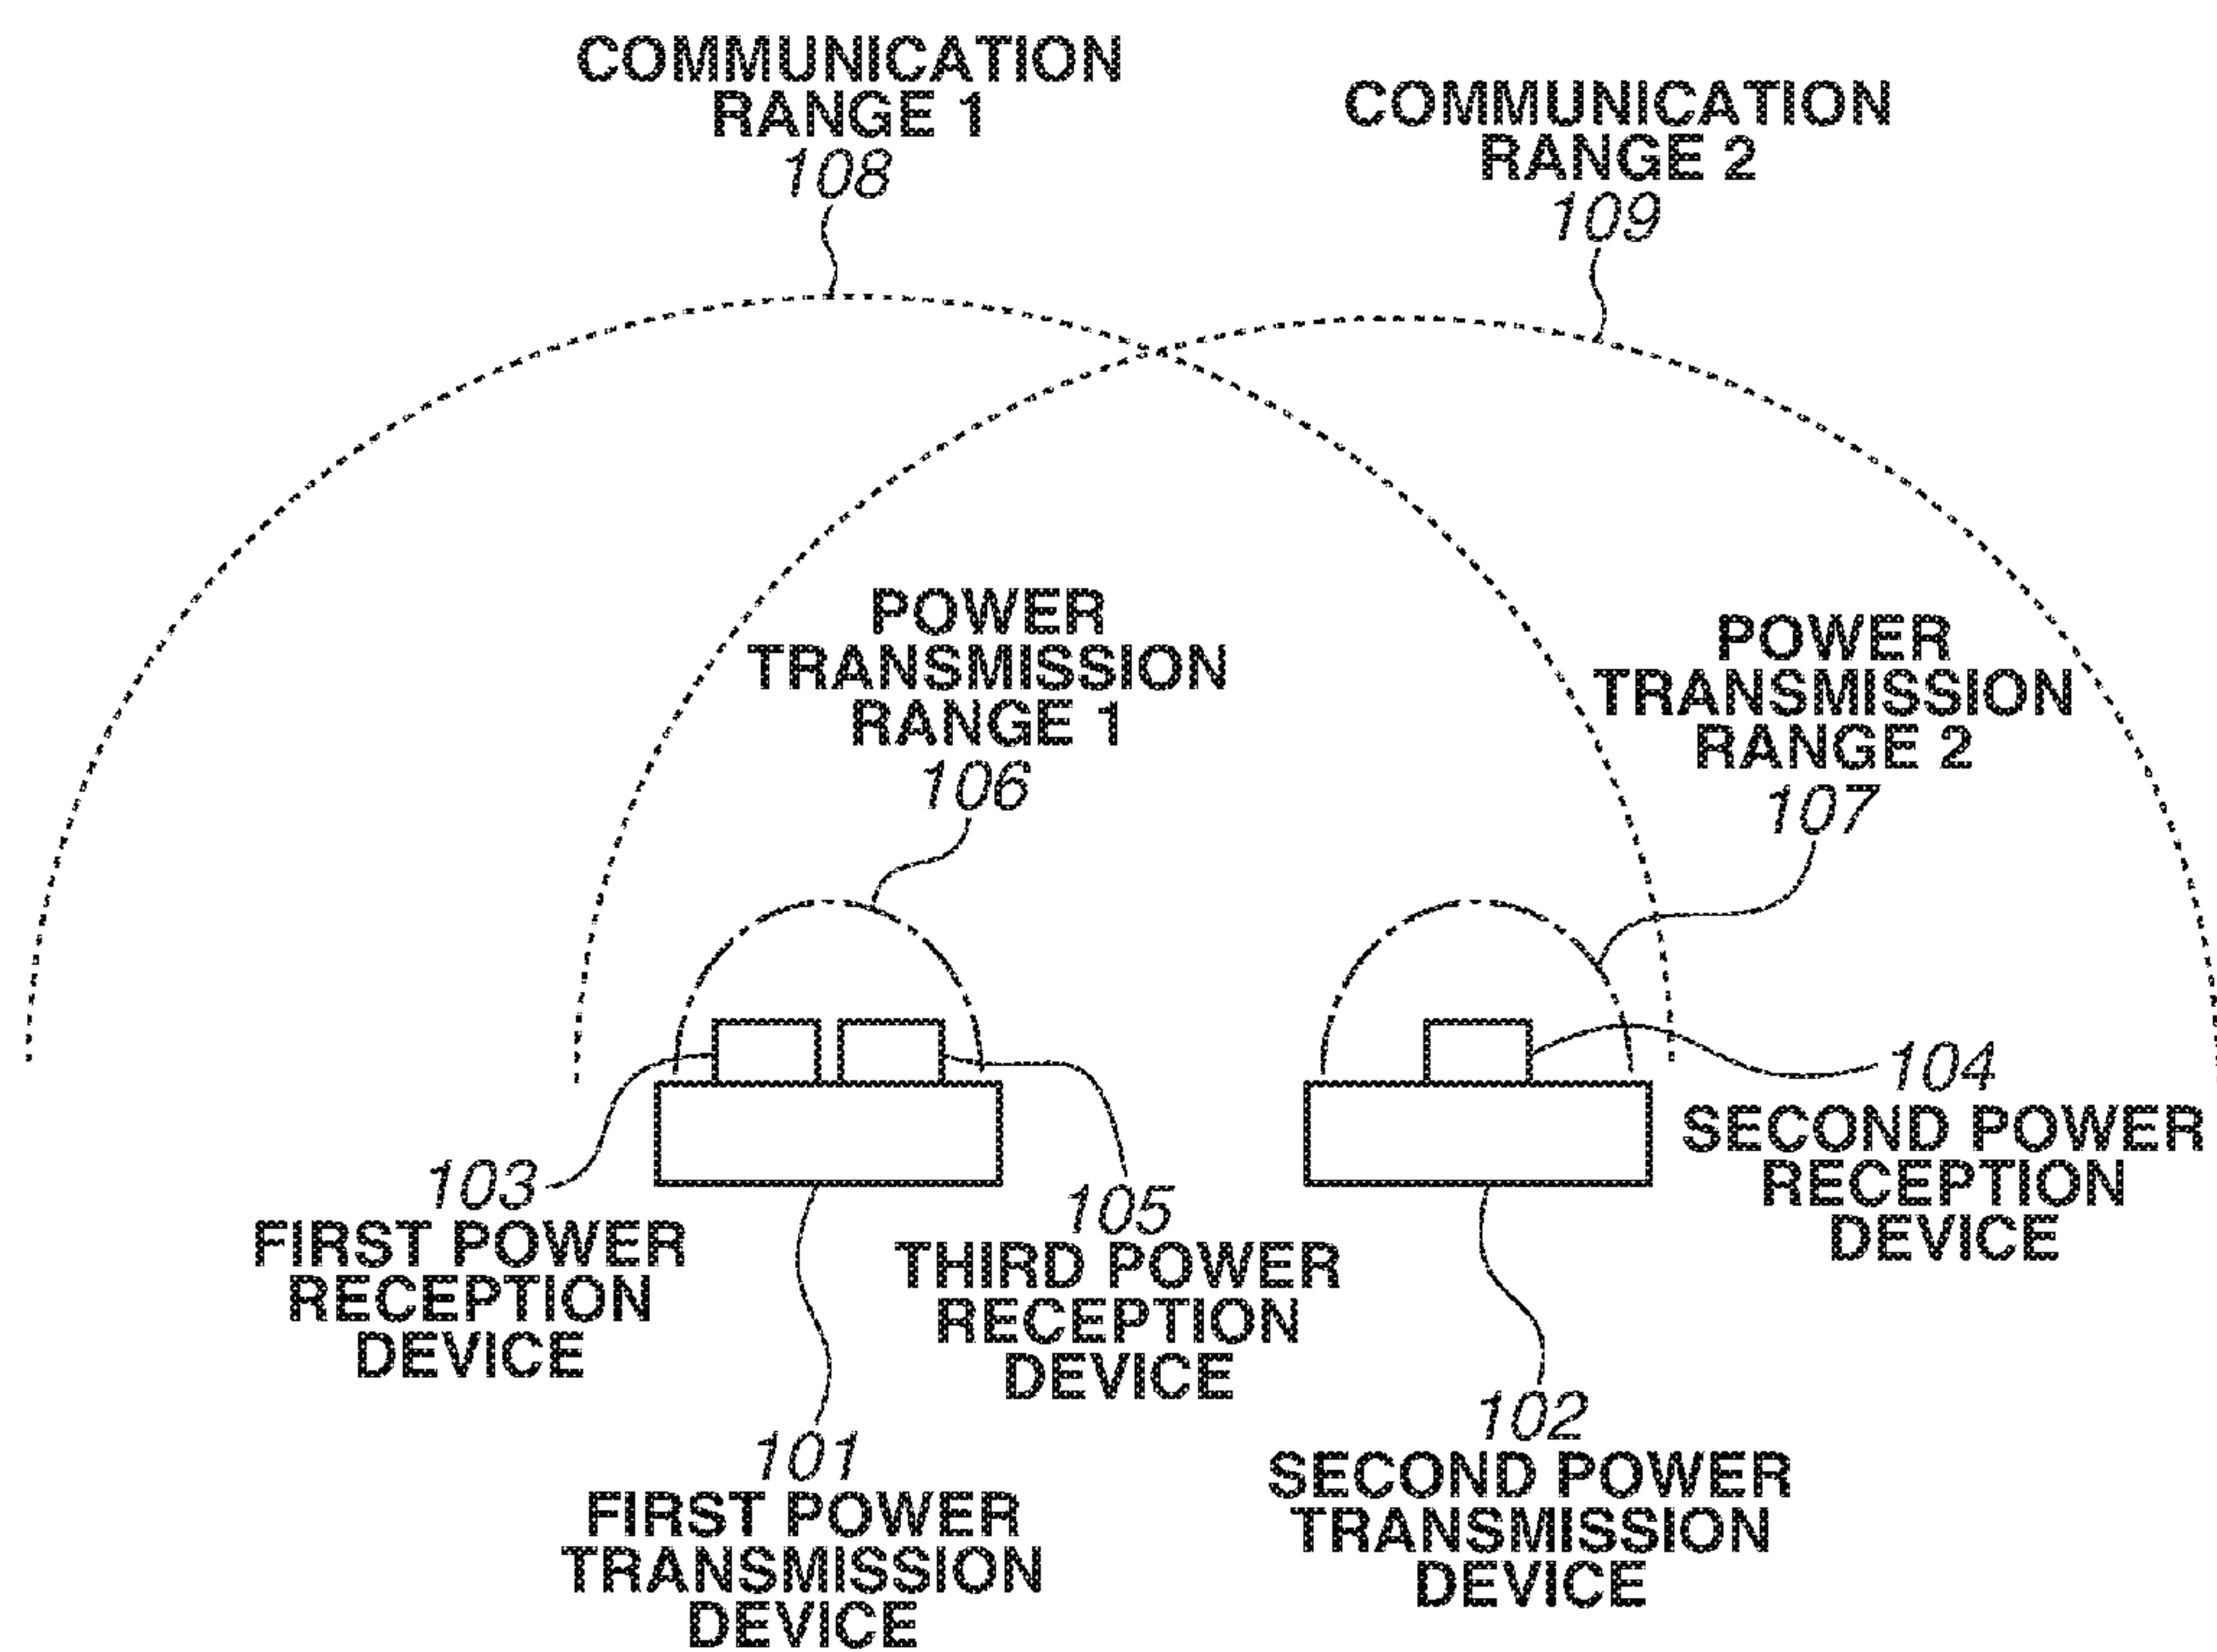 COMMUNICATION
RANGE 1
108
COMMUNICATION
RANGE 2
109
POWER
TRANSMISSION
RANGE 1
106
POWER
TRANSMISSION
RANGE 2
107
103
FIRST POWER
RECEPTION
DEVICE
105
THIRD POWER
RECEPTION
DEVICE
104
SECOND POWER
RECEPTION
DEVICE
101
FIRST POWER
TRANSMISSION
DEVICE
102
SECOND POWER
TRANSMISSION
DEVICE